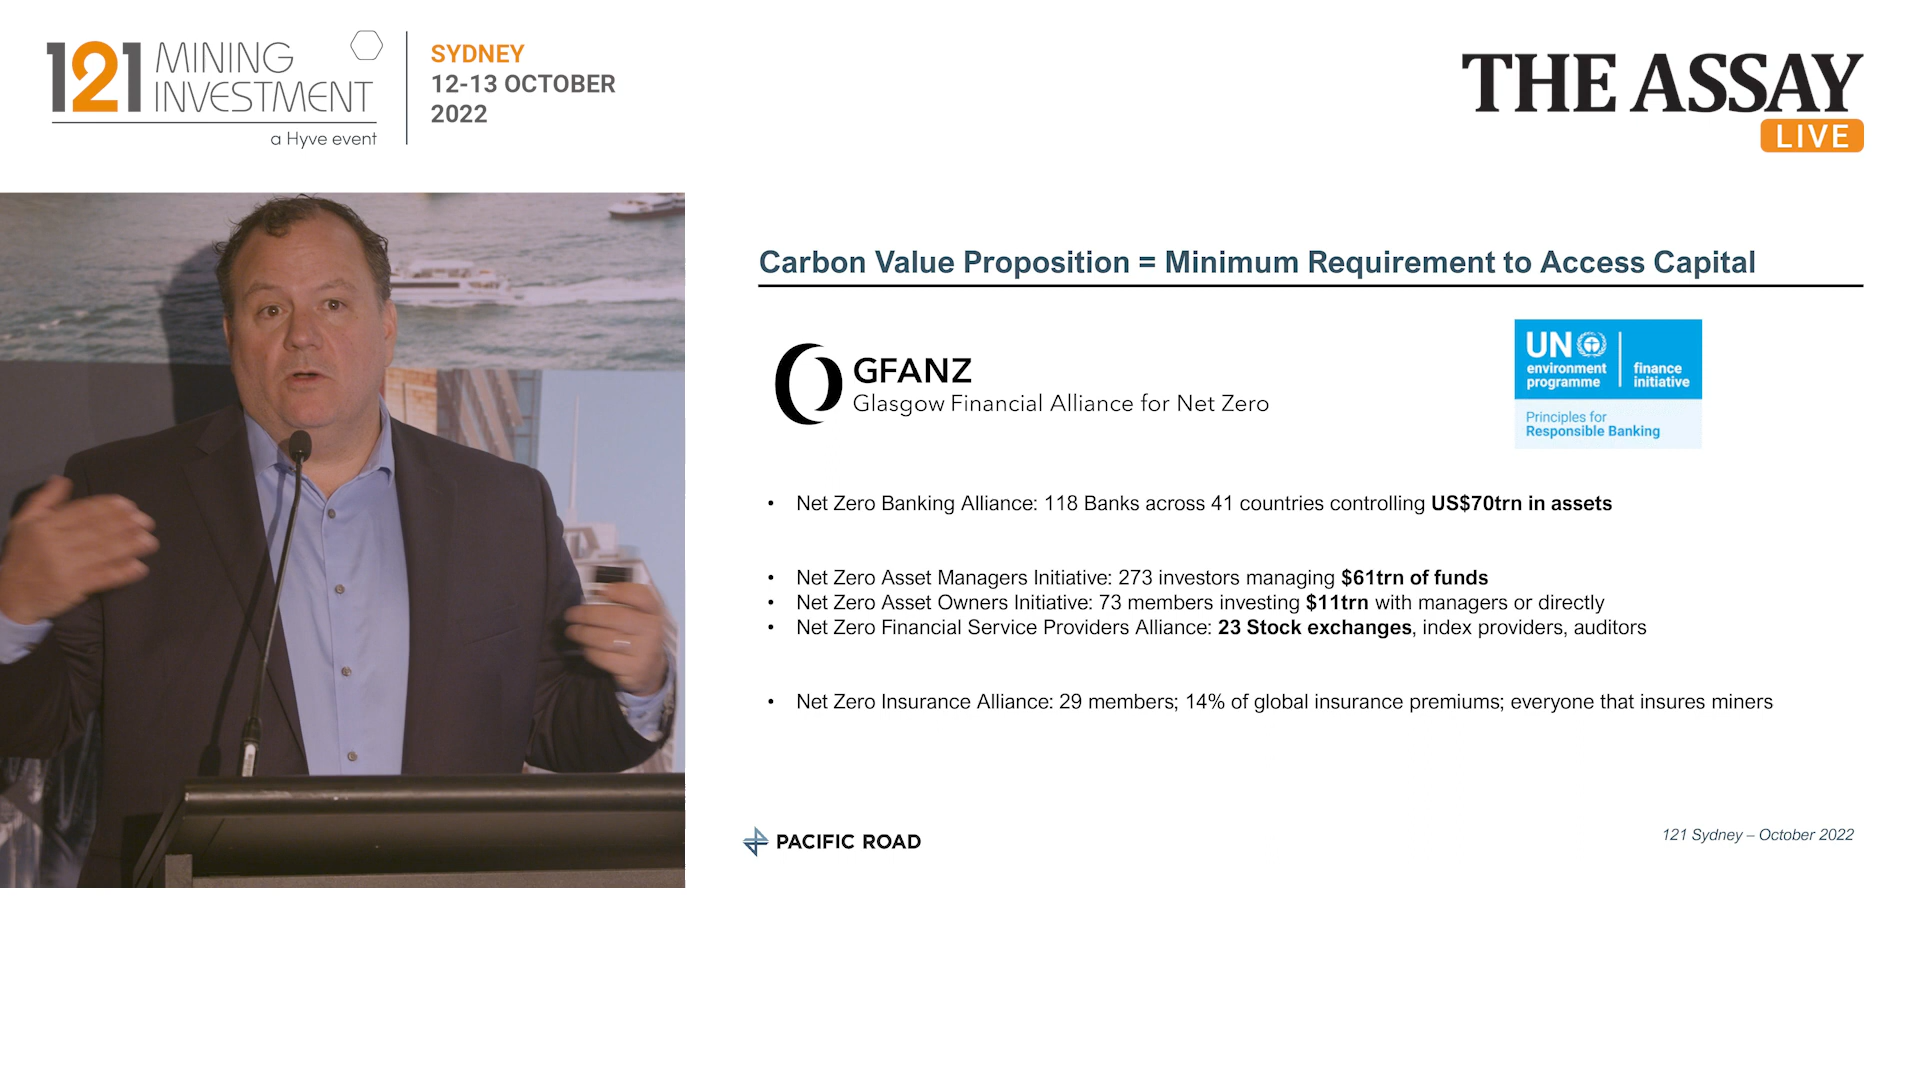 121 MINING
INVESTMENT
a Hyve event
SYDNEY
12-13 OCTOBER
2022
THE ASSAY
LIVE
Carbon Value Proposition = Minimum Requirement to Access Capital
GFANZ
Glasgow Financial Alliance for Net Zero
UN
environment
programme
finance
initiative
Principles for
Responsible Banking
• Net Zero Banking Alliance: 118 Banks across 41 countries controlling US$70trn in assets
• Net Zero Asset Managers Initiative: 273 investors managing $61trn of funds
• Net Zero Asset Owners Initiative: 73 members investing $11trn with managers or directly
• Net Zero Financial Service Providers Alliance: 23 Stock exchanges, index providers, auditors
• Net Zero Insurance Alliance: 29 members; 14% of global insurance premiums; everyone that insures miners
PACIFIC ROAD
121 Sydney – October 2022